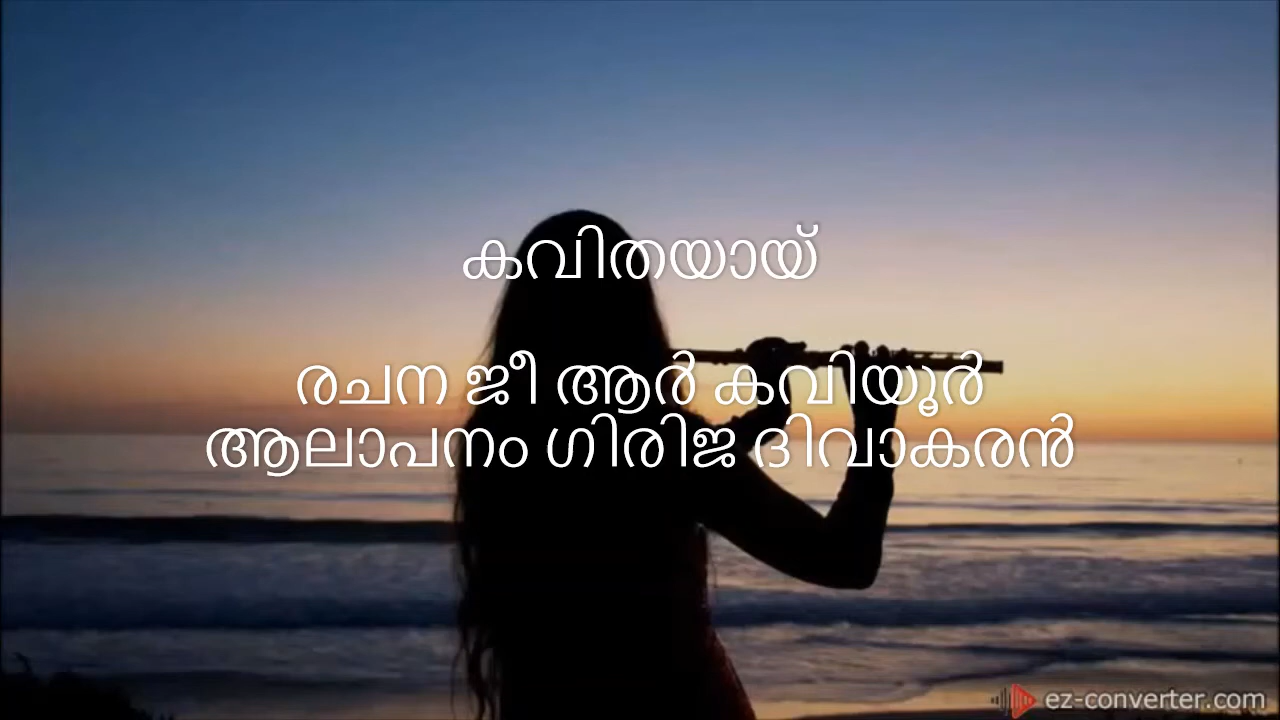 കവിതയായ്
രചന ജീ ആർ കവിയൂർ
ആലാപനം ഗിരിജ ദിവാകരൻ
ez-converter.com